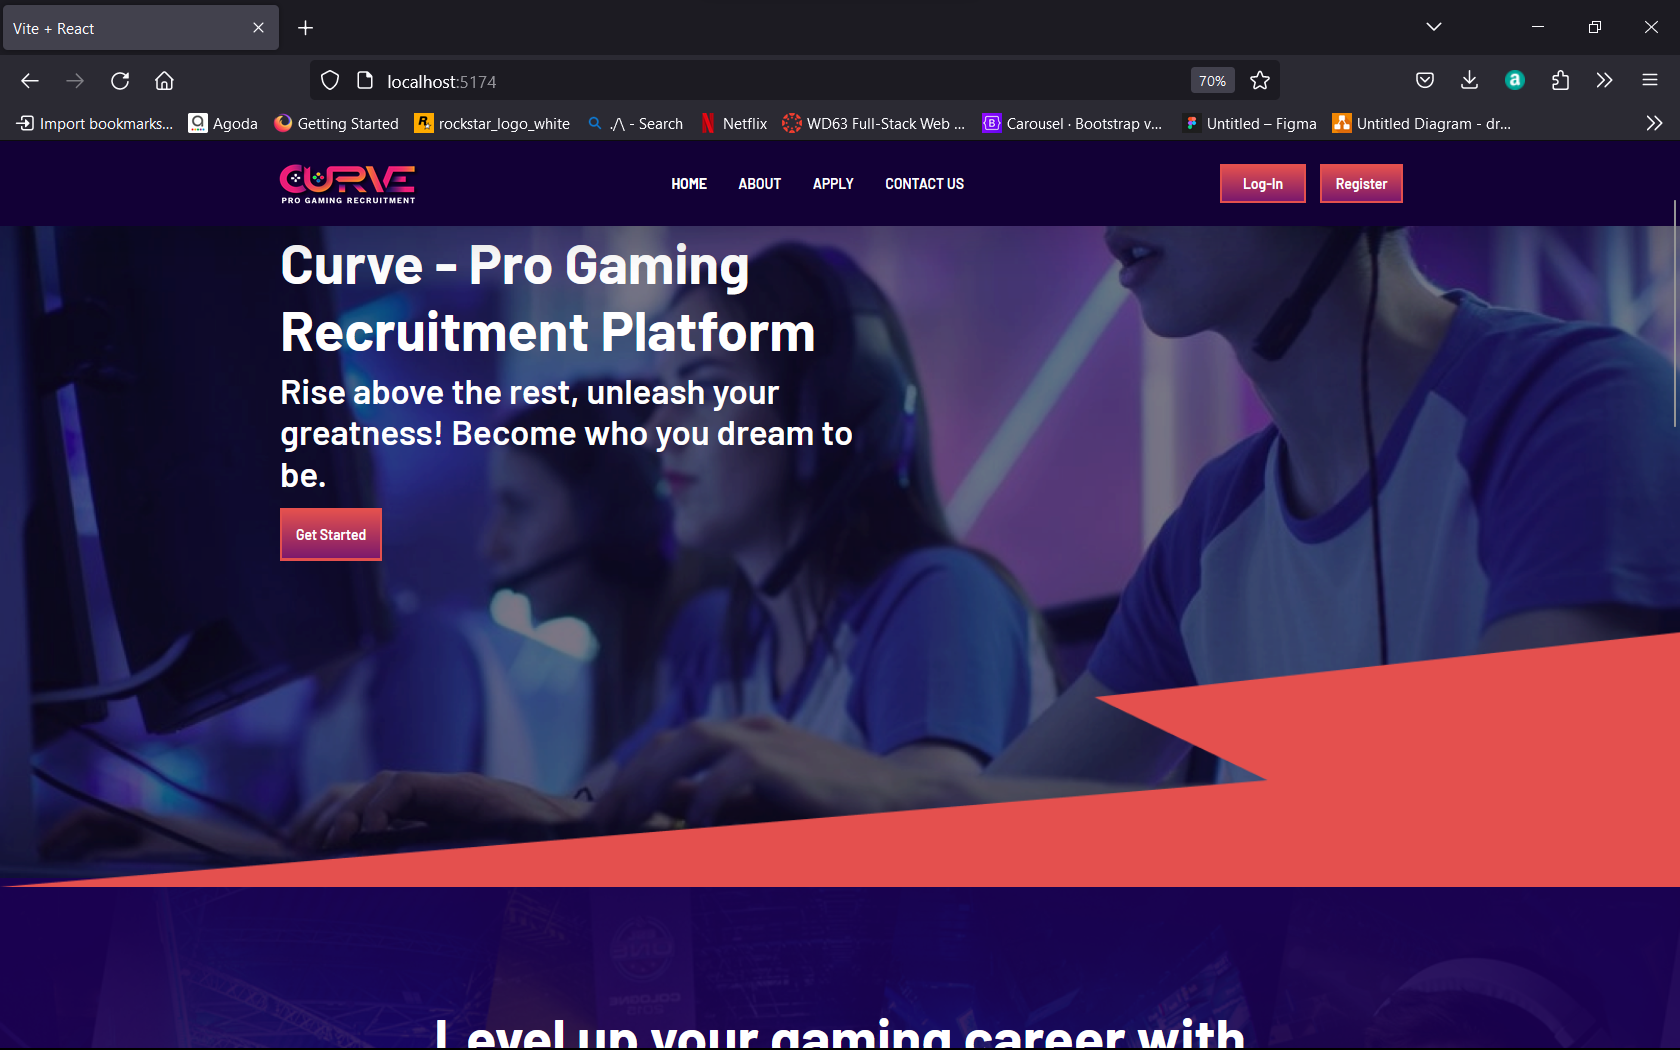 Vite + React
localhost:5174
70%
Import bookmarks...
Agoda
Getting Started
rockstar_logo_white
./\ - Search
Netflix
WD63 Full-Stack Web ...
Carousel · Bootstrap v...
Untitled – Figma
Untitled Diagram - dr...
CURVE
PRO GAMING RECRUITMENT
HOME
ABOUT
APPLY
CONTACT US
Log-In
Register
Curve - Pro Gaming
Recruitment Platform
Rise above the rest, unleash your
greatness! Become who you dream to
be.
Get Started
Level up your gaming career with